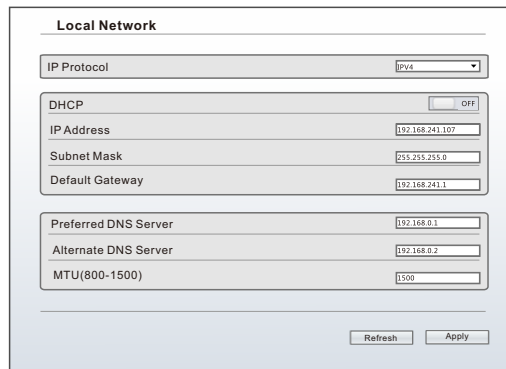 Local Network
IP Protocol IPV4
DHCP OFF
IP Address 192.168.241.107
Subnet Mask 255.255.255.0
Default Gateway 192.168.241.1
Preferred DNS Server 192.168.0.1
Alternate DNS Server 192.168.0.2
MTU(800-1500) 1500
Refresh Apply